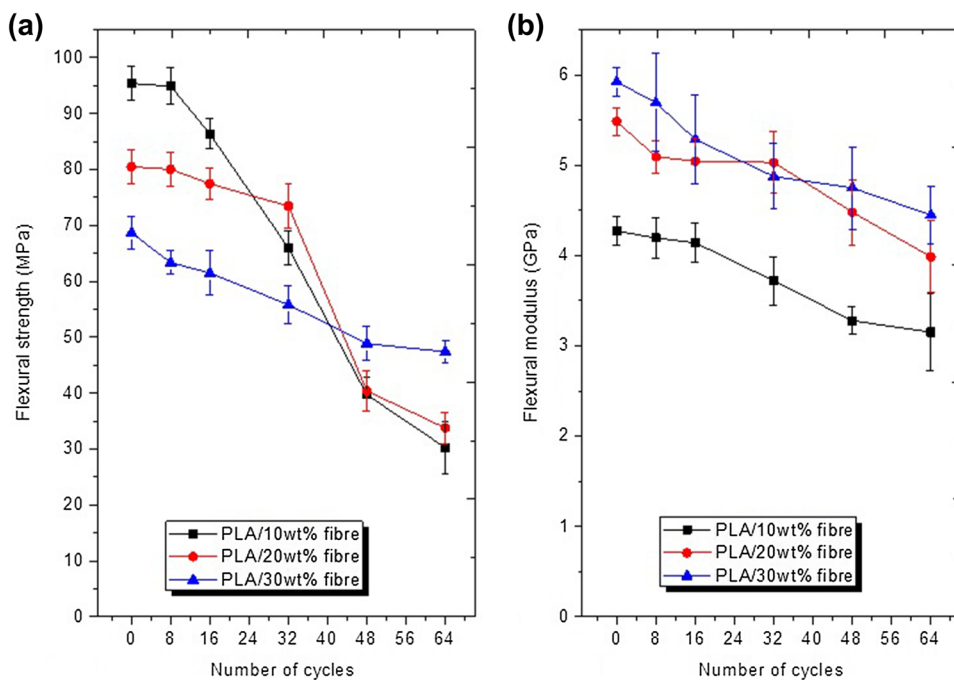 (a)
Flexural strength (MPa)
100
90
80
70
60
50
40
30
20
10
0
PLA/10wt% fibre
PLA/20wt% fibre
PLA/30wt% fibre
0 8 16 24 32 40 48 56 64
Number of cycles
(b)
Flexural modulus (GPa)
6
5
4
3
2
1
0
PLA/10wt% fibre
PLA/20wt% fibre
PLA/30wt% fibre
0 8 16 24 32 40 48 56 64
Number of cycles